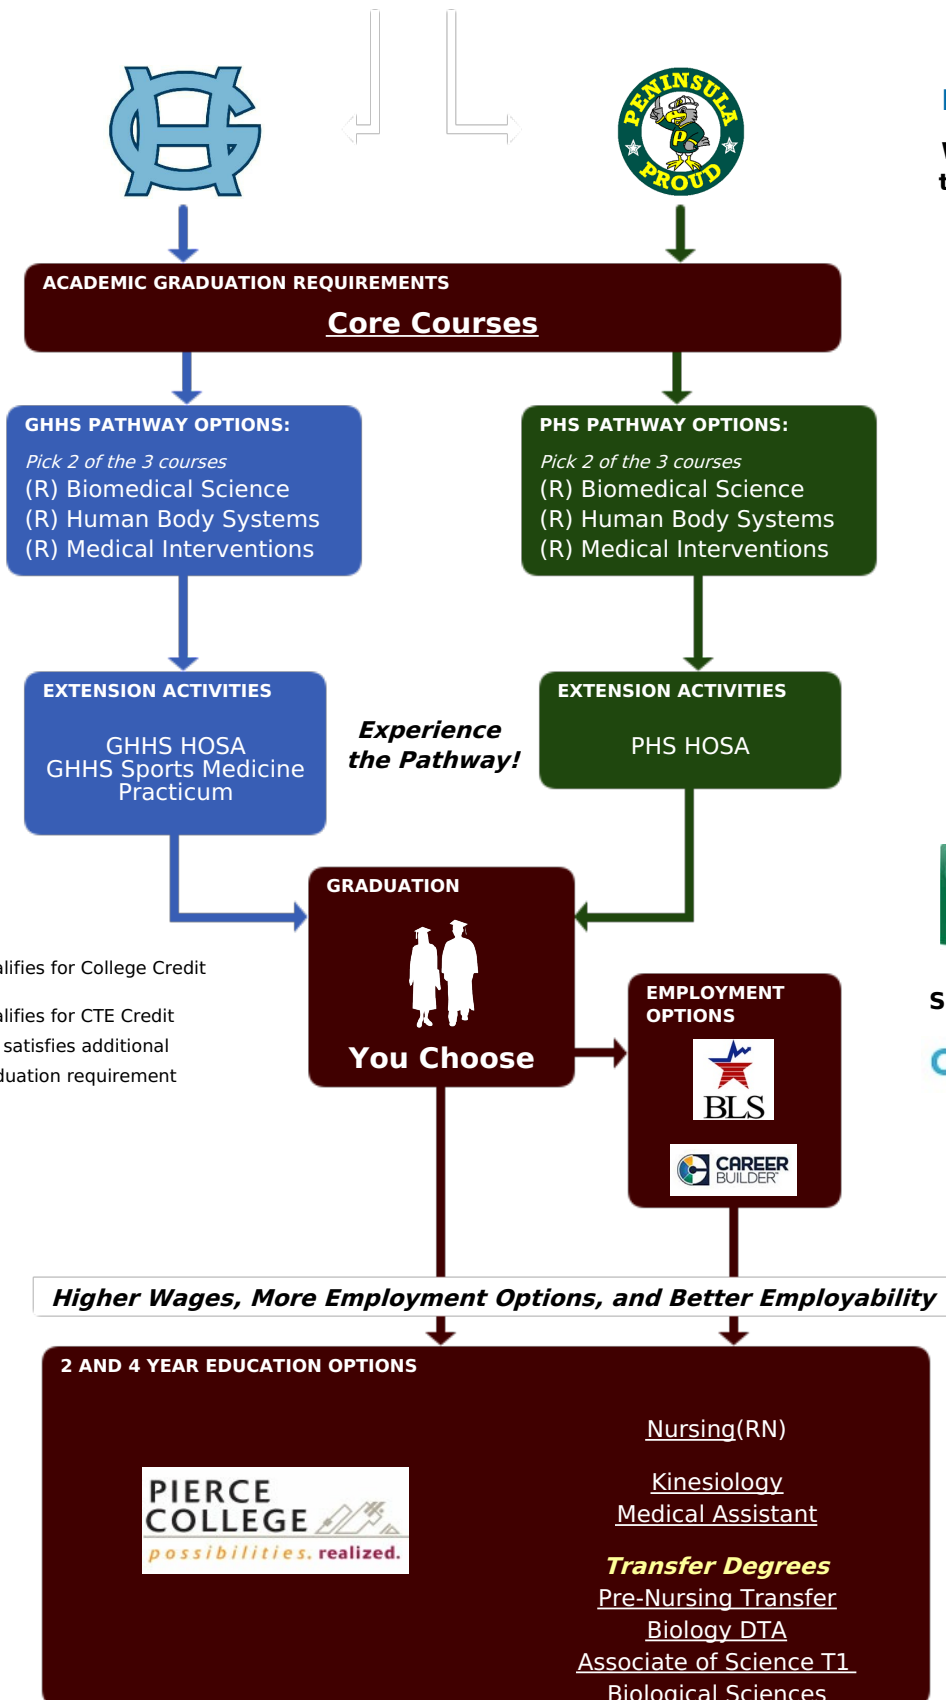 PENINSULA
P
PROUD
ACADEMIC GRADUATION REQUIREMENTS
Core Courses
GHHS PATHWAY OPTIONS:
Pick 2 of the 3 courses
(R) Biomedical Science
(R) Human Body Systems
(R) Medical Interventions
PHS PATHWAY OPTIONS:
Pick 2 of the 3 courses
(R) Biomedical Science
(R) Human Body Systems
(R) Medical Interventions
EXTENSION ACTIVITIES
GHHS HOSA
GHHS Sports Medicine
Practicum
Experience
the Pathway!
EXTENSION ACTIVITIES
PHS HOSA
GRADUATION
You Choose
alifies for College Credit
alifies for CTE Credit
satisfies additional
duation requirement
EMPLOYMENT
OPTIONS
BLS
CAREER
BUILDER
Higher Wages, More Employment Options, and Better Employability
2 AND 4 YEAR EDUCATION OPTIONS
PIERCE
COLLEGE
possibilities. realized.
Nursing(RN)
Kinesiology
Medical Assistant
Transfer Degrees
Pre-Nursing Transfer
Biology DTA
Associate of Science T1
Biological Sciences